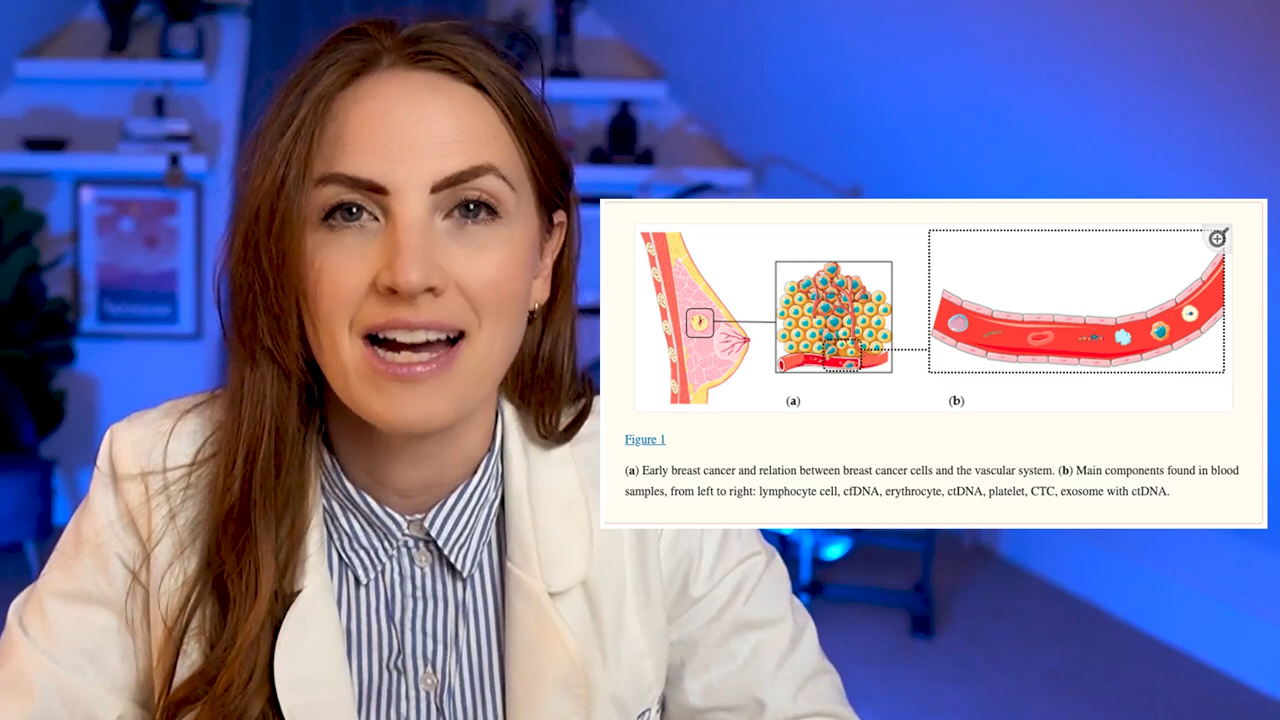 (a)
(b)
Figure 1
(a) Early breast cancer and relation between breast cancer cells and the vascular system. (b) Main components found in blood
samples, from left to right: lymphocyte cell, cfDNA, erythrocyte, ctDNA, platelet, CTC, exosome with ctDNA.